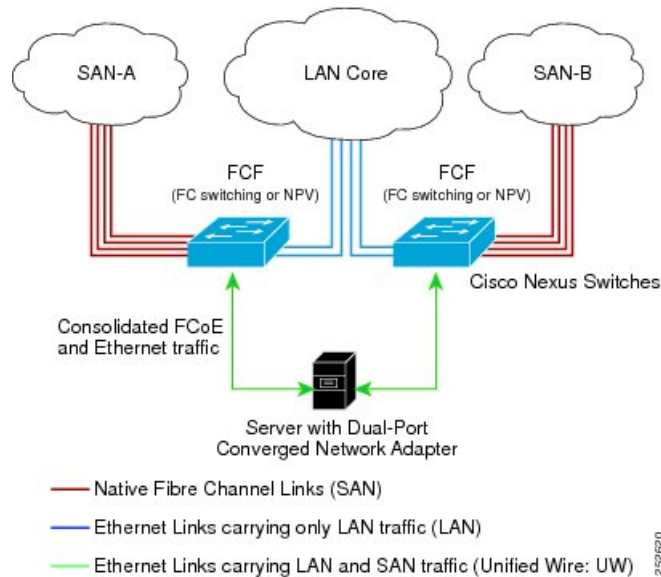 SAN-A
LAN Core
SAN-B
FCF
(FC switching or NPV)
FCF
(FC switching or NPV)
Cisco Nexus Switches
Consolidated FCoE
and Ethernet traffic
Server with Dual-Port
Converged Network Adapter
Native Fibre Channel Links (SAN)
Ethernet Links carrying only LAN traffic (LAN)
Ethernet Links carrying LAN and SAN traffic (Unified Wire: UW)